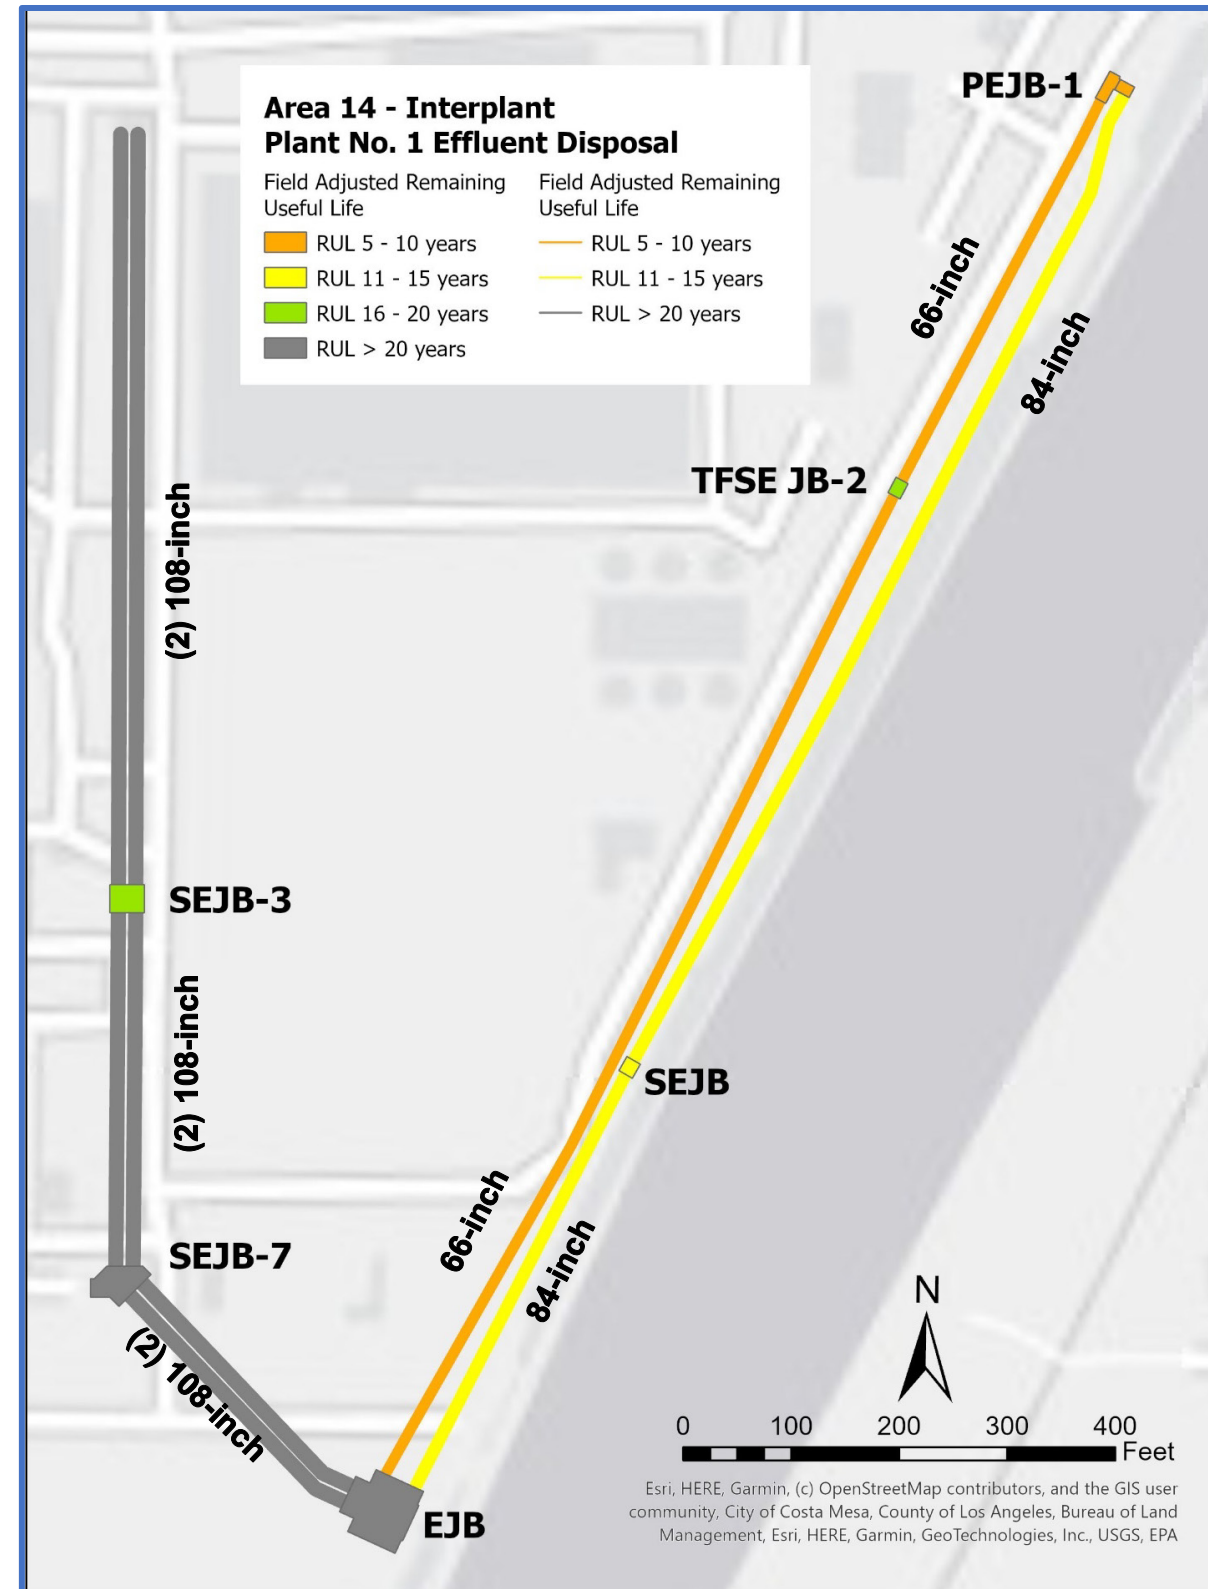 PEJB-1
Area 14 - Interplant
Plant No. 1 Effluent Disposal
Field Adjusted Remaining
Useful Life
RUL 5 - 10 years
RUL 11 - 15 years
RUL 16 - 20 years
RUL > 20 years
Field Adjusted Remaining
Useful Life
RUL 5 - 10 years
RUL 11 - 15 years
RUL > 20 years
66-inch
84-inch
TFSE JB-2
(2) 108-inch
SEJB-3
(2) 108-inch
SEJB
66-inch
84-inch
SEJB-7
(2) 108-inch
N
0 100 200 300 400
Feet
EJB
Esri, HERE, Garmin, (c) OpenStreetMap contributors, and the GIS user
community, City of Costa Mesa, County of Los Angeles, Bureau of Land
Management, Esri, HERE, Garmin, GeoTechnologies, Inc., USGS, EPA